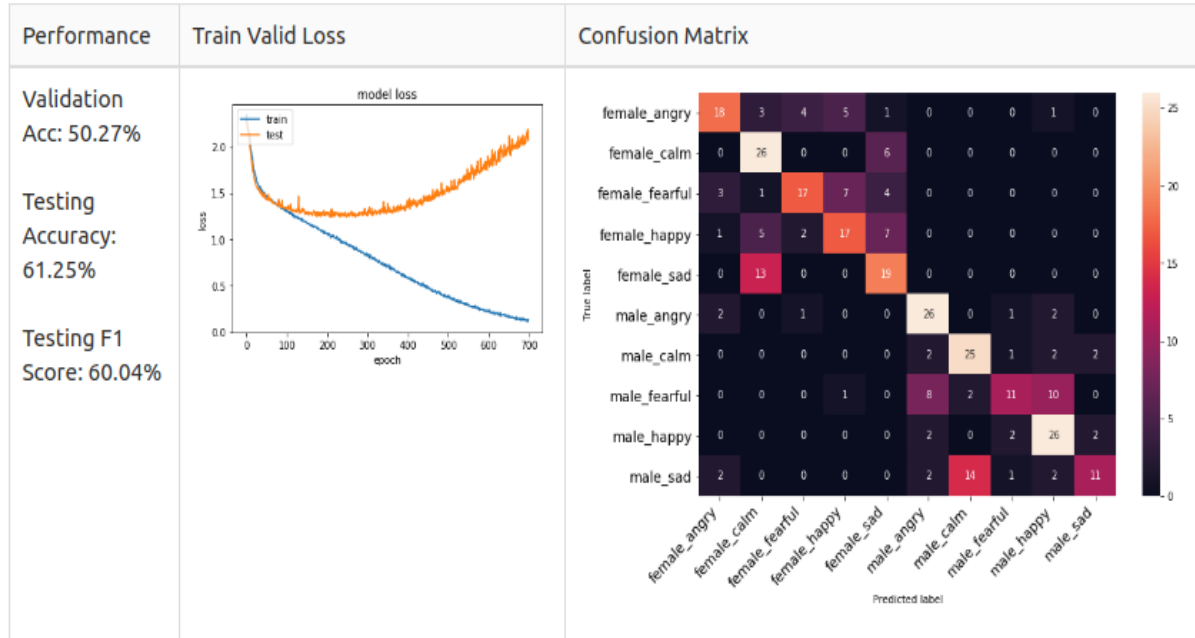 Performance
Train Valid Loss
Confusion Matrix
Validation
Acc: 50.27%
Testing
Accuracy:
61.25%
Testing F1
Score: 60.04%
model loss
train
test
loss
2.0
1.5
1.0
0.5
0.0
0 100 200 300 400 500 600 700
epoch
True label
female_angry 18 3 4 5 1 0 0 0 1 0
female_calm 0 26 0 0 6 0 0 0 0 0
female_fearful 3 1 17 7 4 0 0 0 0 0
female_happy 1 5 2 17 7 0 0 0 0 0
female_sad 0 13 0 0 19 0 0 0 0 0
male_angry 2 0 1 0 0 26 0 1 2 0
male_calm 0 0 0 0 0 2 25 1 2 2
male_fearful 0 0 0 1 0 8 2 11 10 0
male_happy 0 0 0 0 0 2 0 2 26 2
male_sad 2 0 0 0 0 2 14 1 2 11
female_angry female_calm female_fearful female_happy female_sad male_angry male_calm male_fearful male_happy male_sad
Predicted label
25
20
15
10
5
0